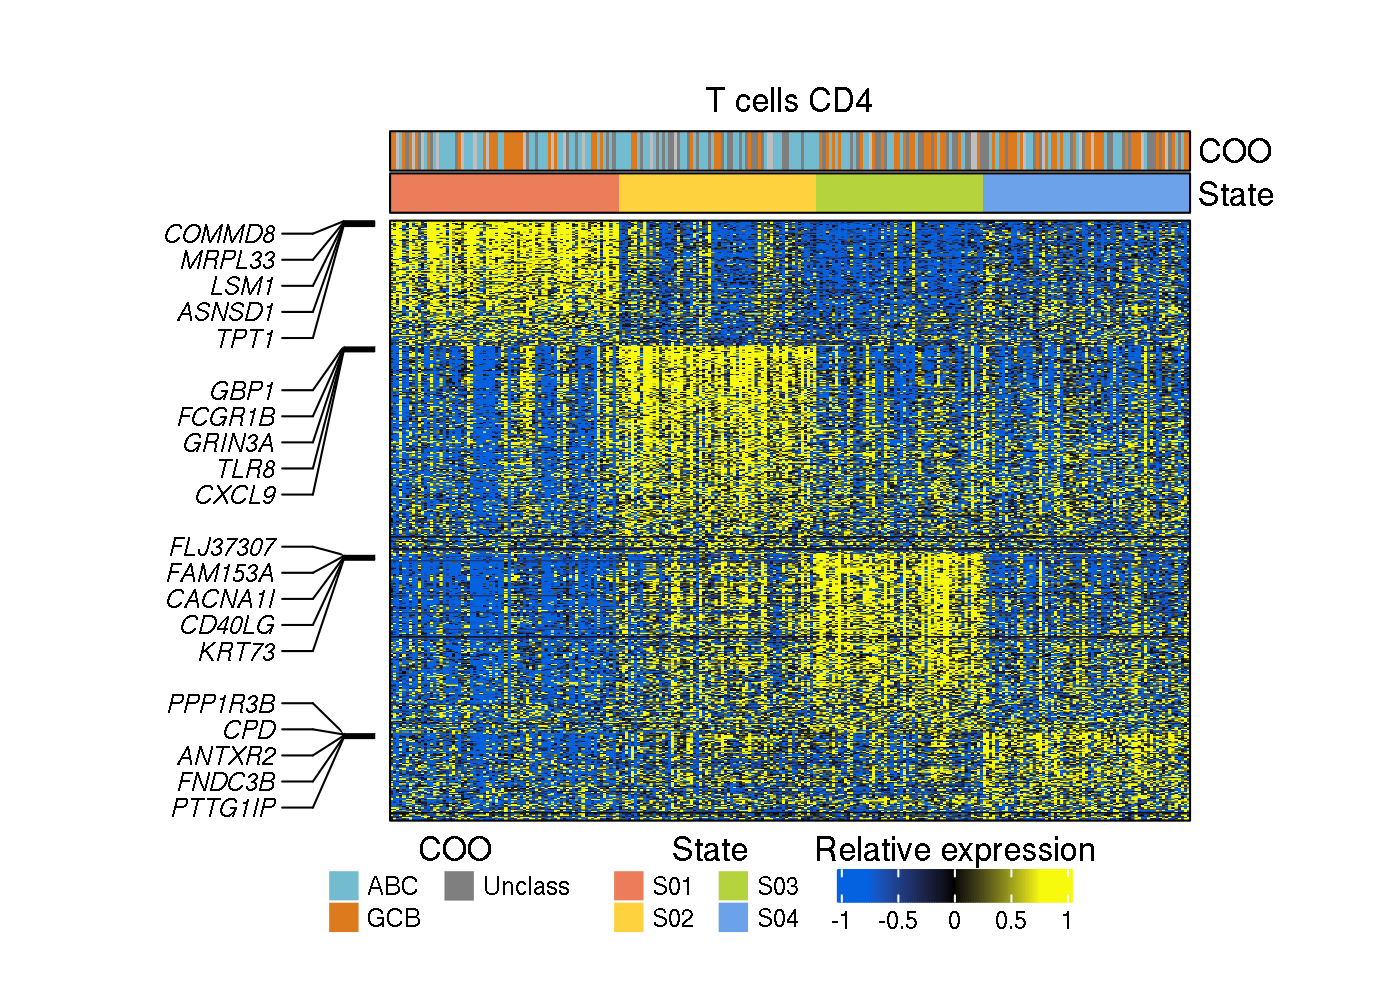 T cells CD4
COO
State
COMMD8
MRPL33
LSM1
ASNSD1
TPT1
GBP1
FCGR1B
GRIN3A
TLR8
CXCL9
FLJ37307
FAM153A
CACNA1I
CD40LG
KRT73
PPP1R3B
CPD
ANTXR2
FNDC3B
PTTG1IP
COO State Relative expression
ABC Unclass S01 S03
GCB S02 S04
-1 -0.5 0 0.5 1